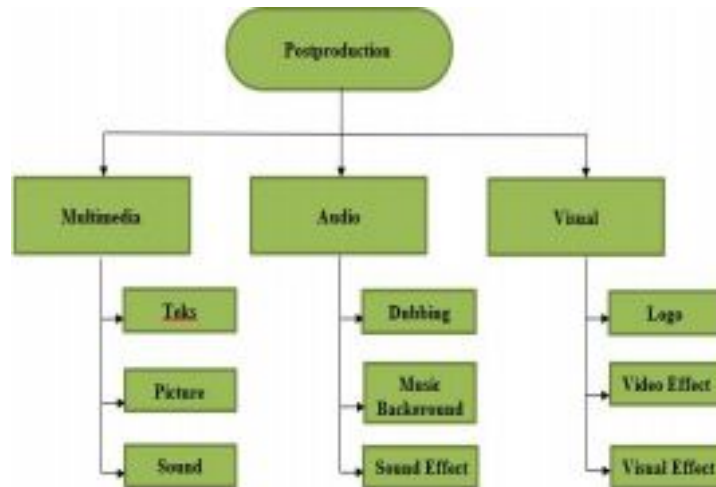 Postproduction
Multimedia
Audio
Visual
Teks
Dubbing
Logo
Picture
Music
Backeround
Video Effect
Sound
Sound Effect
Visual Effect